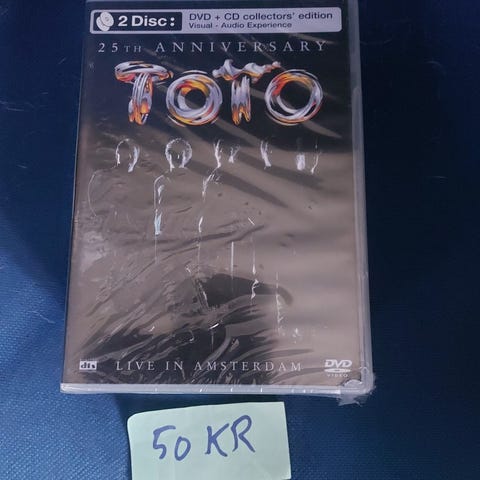 2 Disc:
DVD + CD collectors' edition
Visual - Audio Experience
25TH ANNIVERSARY
TOTO
dts
LIVE IN AMSTERDAM
DVD
VIDEO
50 KR